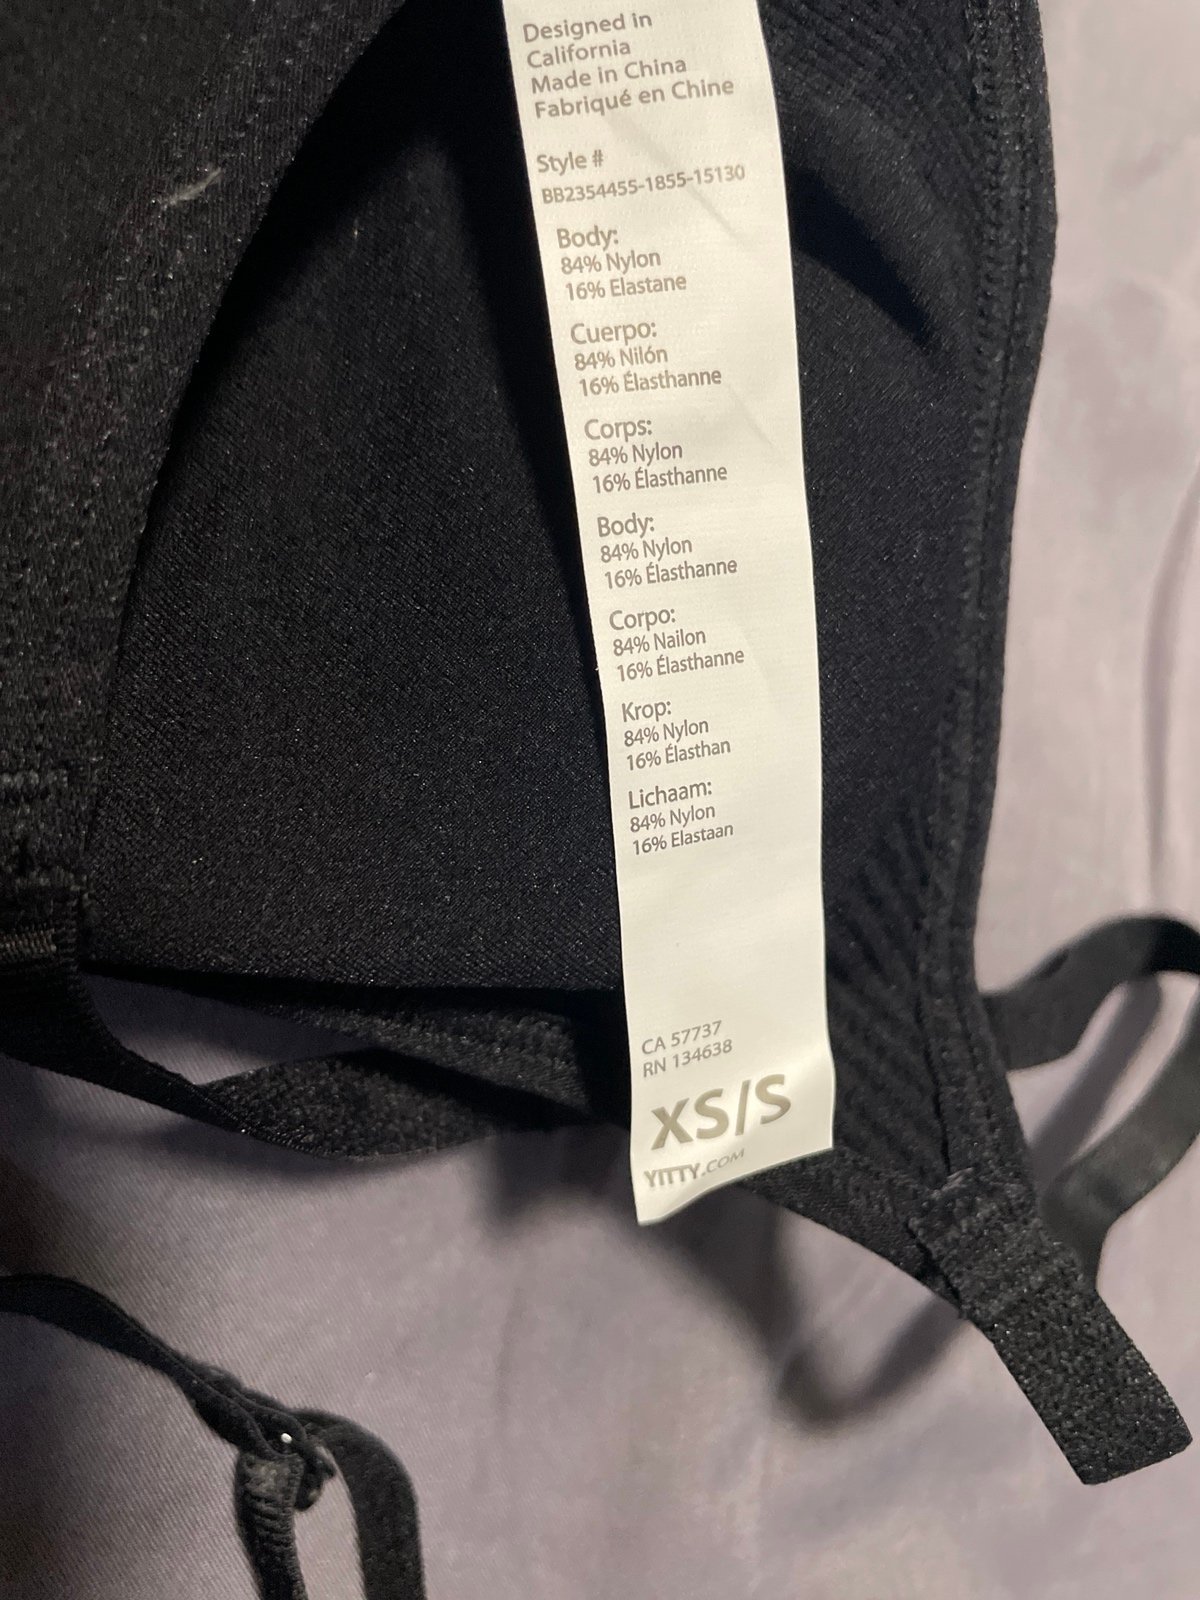 Designed in
California
Made in China
Fabriqué en Chine
Style #
BB2354455-1855-15130
Body:
84% Nylon
16% Elastane
Cuerpo:
84% Nilón
16% Élasthanne
Corps:
84% Nylon
16% Élasthanne
Body:
84% Nylon
16% Élasthanne
Corpo:
84% Nailon
16% Élasthanne
Krop:
84% Nylon
16% Élasthan
Lichaam:
84% Nylon
16% Elastaan
CA 57737
RN 134638
XS/S
YITTY.COM